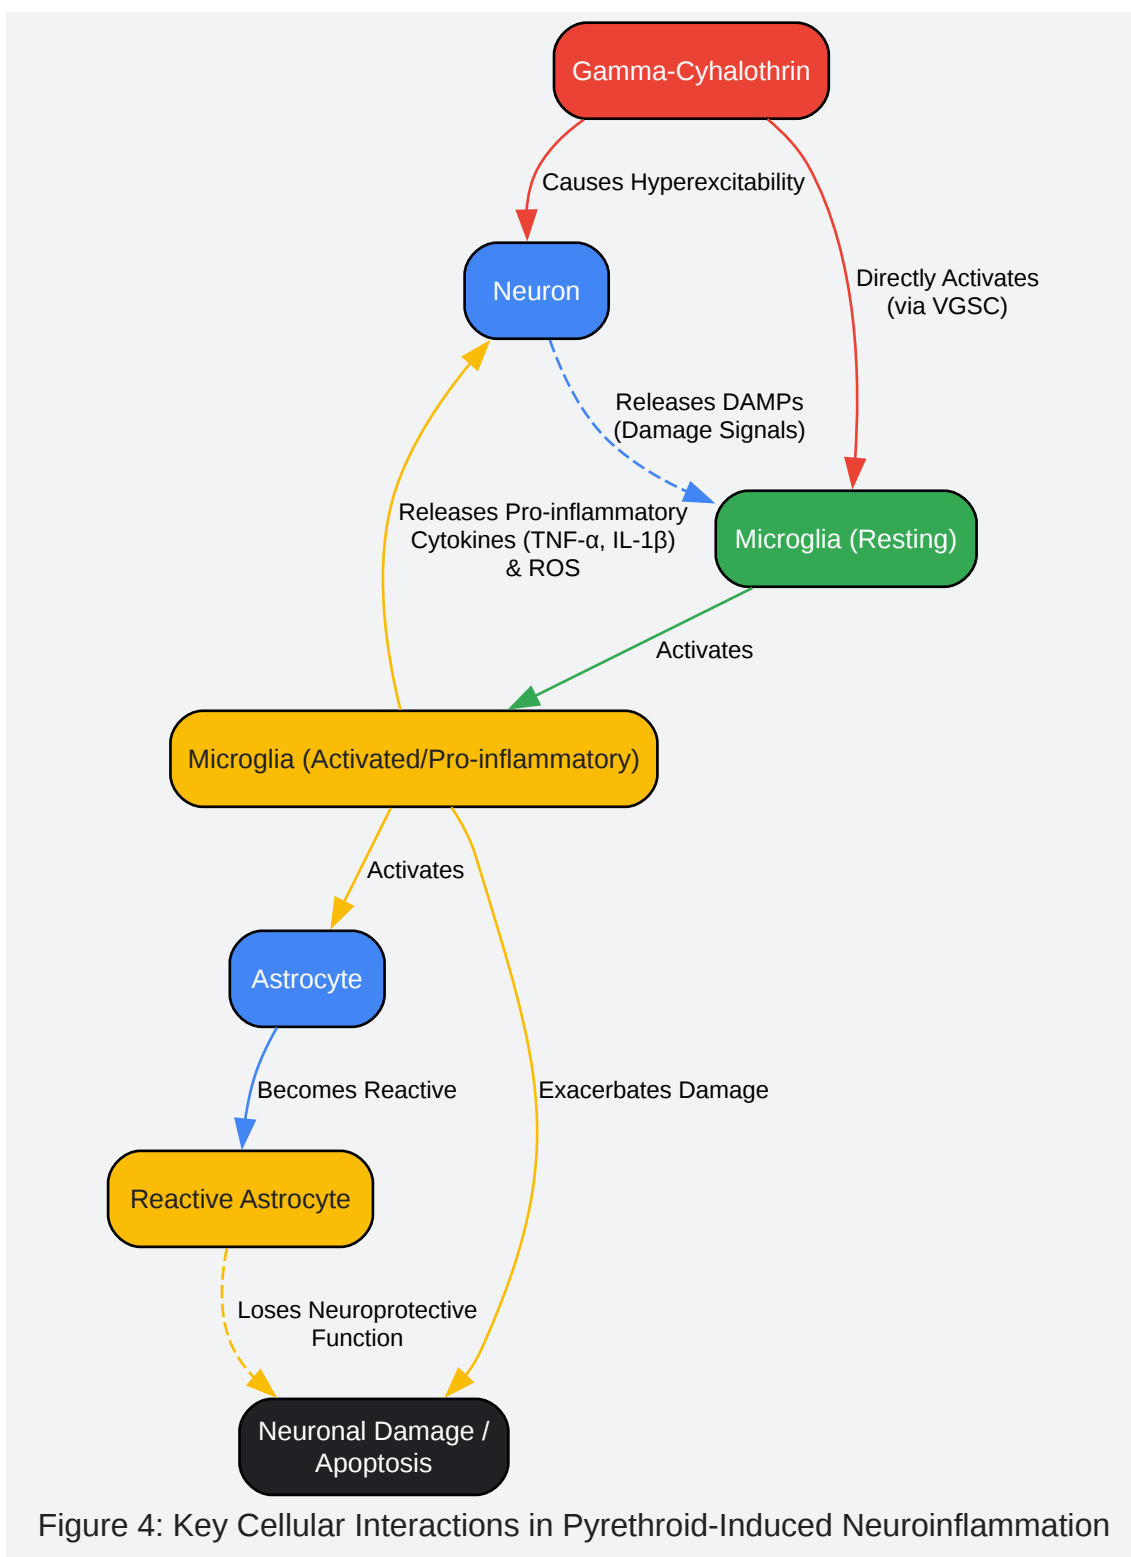 Gamma-Cyhalothrin
Causes Hyperexcitability
Directly Activates
(via VGSC)
Neuron
Releases DAMPs
(Damage Signals)
Releases Pro-inflammatory
Cytokines (TNF-α, IL-1β)
& ROS
Microglia (Resting)
Activates
Microglia (Activated/Pro-inflammatory)
Activates
Astrocyte
Becomes Reactive
Exacerbates Damage
Reactive Astrocyte
Loses Neuroprotective
Function
Neuronal Damage /
Apoptosis
Figure 4: Key Cellular Interactions in Pyrethroid-Induced Neuroinflammation